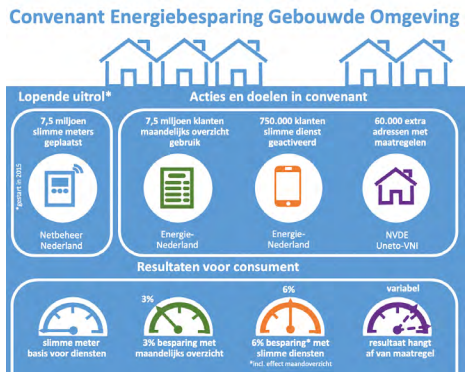 Convenant Energiebesparing Gebouwde Omgeving
Lopende uitrol*
7,5 miljoen
slimme meters
geplaatst
*gestart in 2015
Netbeheer
Nederland
Acties en doelen in convenant
7,5 miljoen klanten
maandelijks overzicht
gebruik
Energie-
Nederland
750.000 klanten
slimme dienst
geactiveerd
Energie-
Nederland
60.000 extra
adressen met
maatregelen
NVDE
Uneto-VNI
Resultaten voor consument
slimme meter
basis voor diensten
3%
3% besparing met
maandelijks overzicht
6%
6% besparing* met
slimme diensten
*incl. effect maandoverzicht
variabel
resultaat hangt
af van maatregel